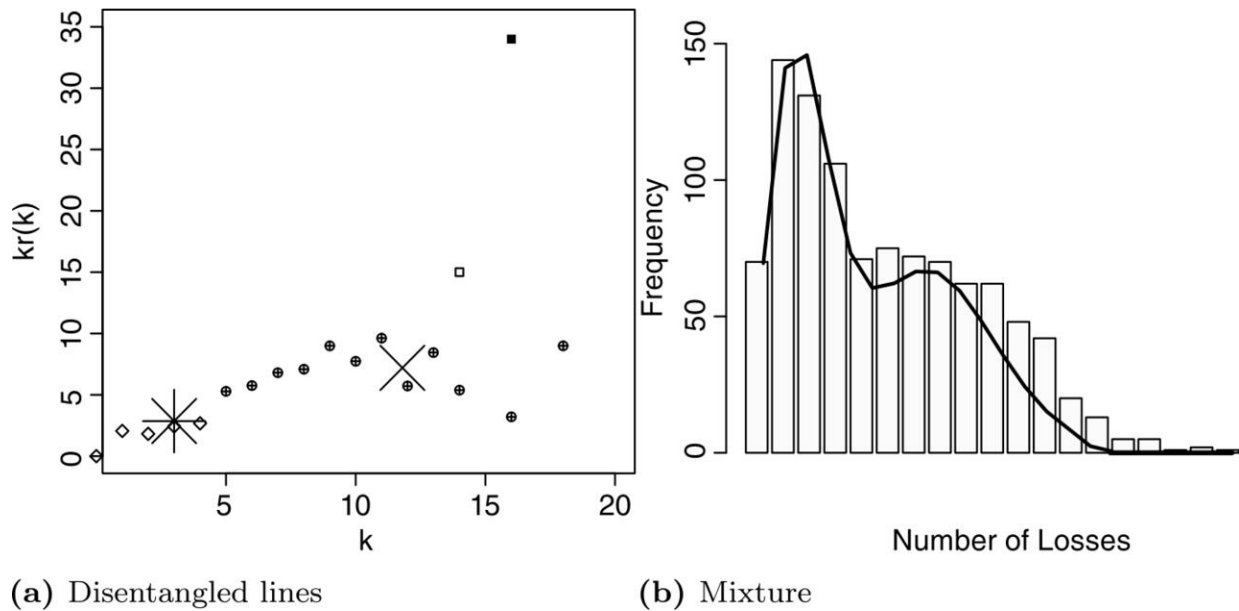 35
30
25
20
15
10
5
0
kr(k)
5 10 15 20
k
150
100
50
0
Frequency
Number of Losses
(a) Disentangled lines
(b) Mixture